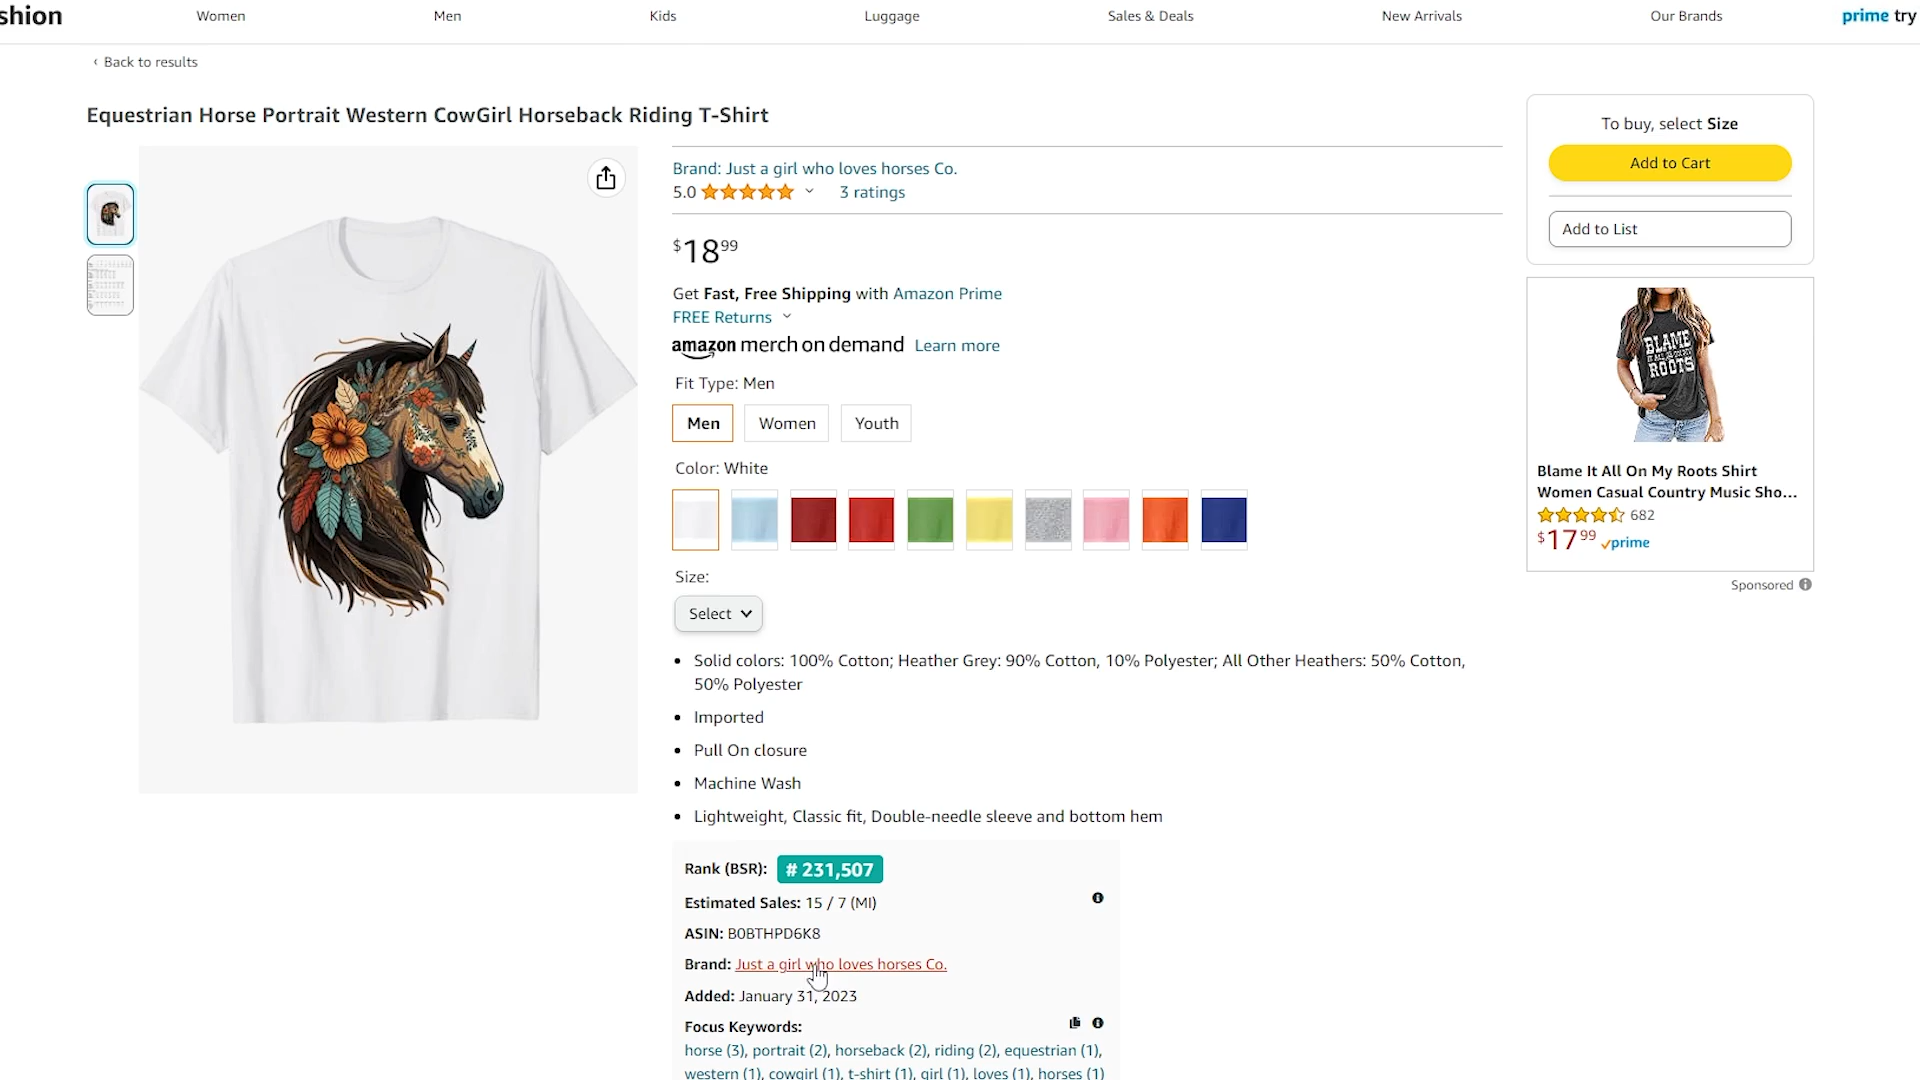 shion
Women
Men
Kids
Luggage
Sales & Deals
New Arrivals
Our Brands
prime try
‹ Back to results
Equestrian Horse Portrait Western CowGirl Horseback Riding T-Shirt
Brand: Just a girl who loves horses Co.
5.0
3 ratings
$18 99
Get Fast, Free Shipping with Amazon Prime
FREE Returns
amazon merch on demand Learn more
Fit Type: Men
Men
Women
Youth
Color: White
Size:
Select
Solid colors: 100% Cotton; Heather Grey: 90% Cotton, 10% Polyester; All Other Heathers: 50% Cotton,
50% Polyester
Imported
Pull On closure
Machine Wash
Lightweight, Classic fit, Double-needle sleeve and bottom hem
Rank (BSR): # 231,507
Estimated Sales: 15 / 7 (MI)
ASIN: B0BTHPD6K8
Brand: Just a girl who loves horses Co.
Added: January 31, 2023
Focus Keywords:
horse (3), portrait (2), horseback (2), riding (2), equestrian (1),
western (1), cowgirl (1), t-shirt (1), girl (1), loves (1), horses (1)
To buy, select Size
Add to Cart
Add to List
BLAME
IT ALL ON MY
ROOTS
Blame It All On My Roots Shirt
Women Casual Country Music Sho...
682
$17 99 prime
Sponsored